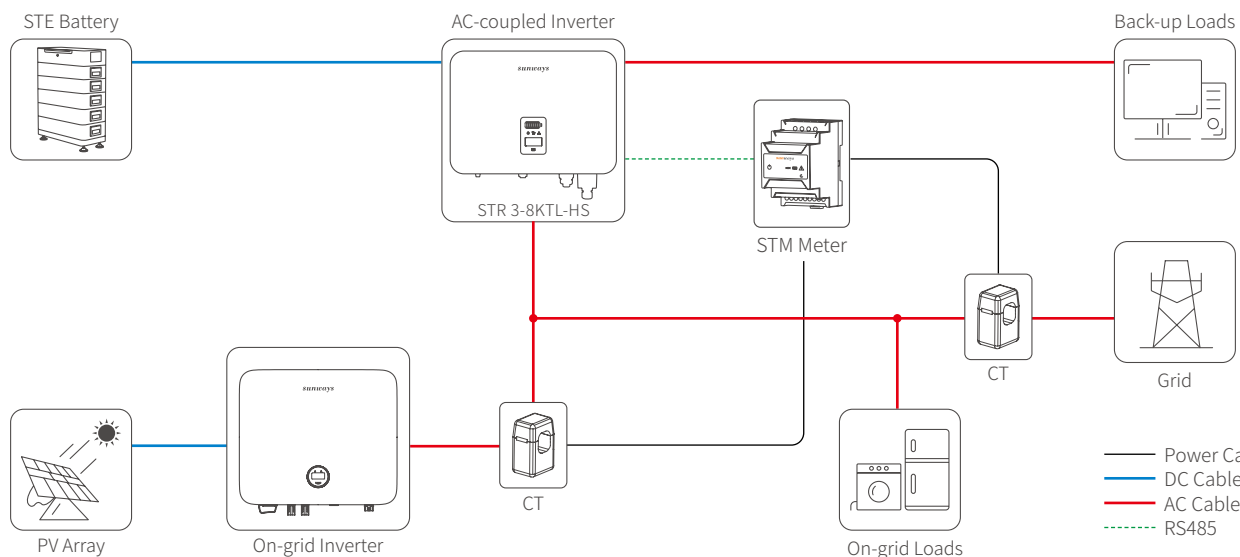 STE Battery
AC-coupled Inverter
Back-up Loads
sunways
sunways
STR 3-8KTL-HS
STM Meter
CT
Grid
sunways
CT
PV Array
On-grid Inverter
On-grid Loads
Power Ca
DC Cable
AC Cable
RS485